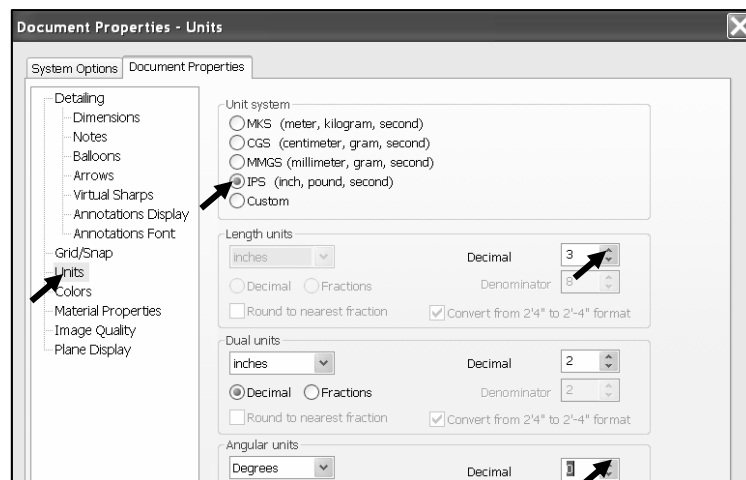 Document Properties - Units
System Options Document Properties
Detailing
Dimensions
Notes
Balloons
Arrows
Virtual Sharps
Annotations Display
Annotations Font
Grid/Snap
Units
Colors
Material Properties
Image Quality
Plane Display
Unit system
MKS (meter, kilogram, second)
CGS (centimeter, gram, second)
MMGS (millimeter, gram, second)
IPS (inch, pound, second)
Custom
Length units
inches Decimal 3
Decimal Fractions Denominator 8
Round to nearest fraction Convert from 2'4" to 2'-4" format
Dual units
inches Decimal 2
Decimal Fractions Denominator 2
Round to nearest fraction Convert from 2'4" to 2'-4" format
Angular units
Degrees Decimal 0